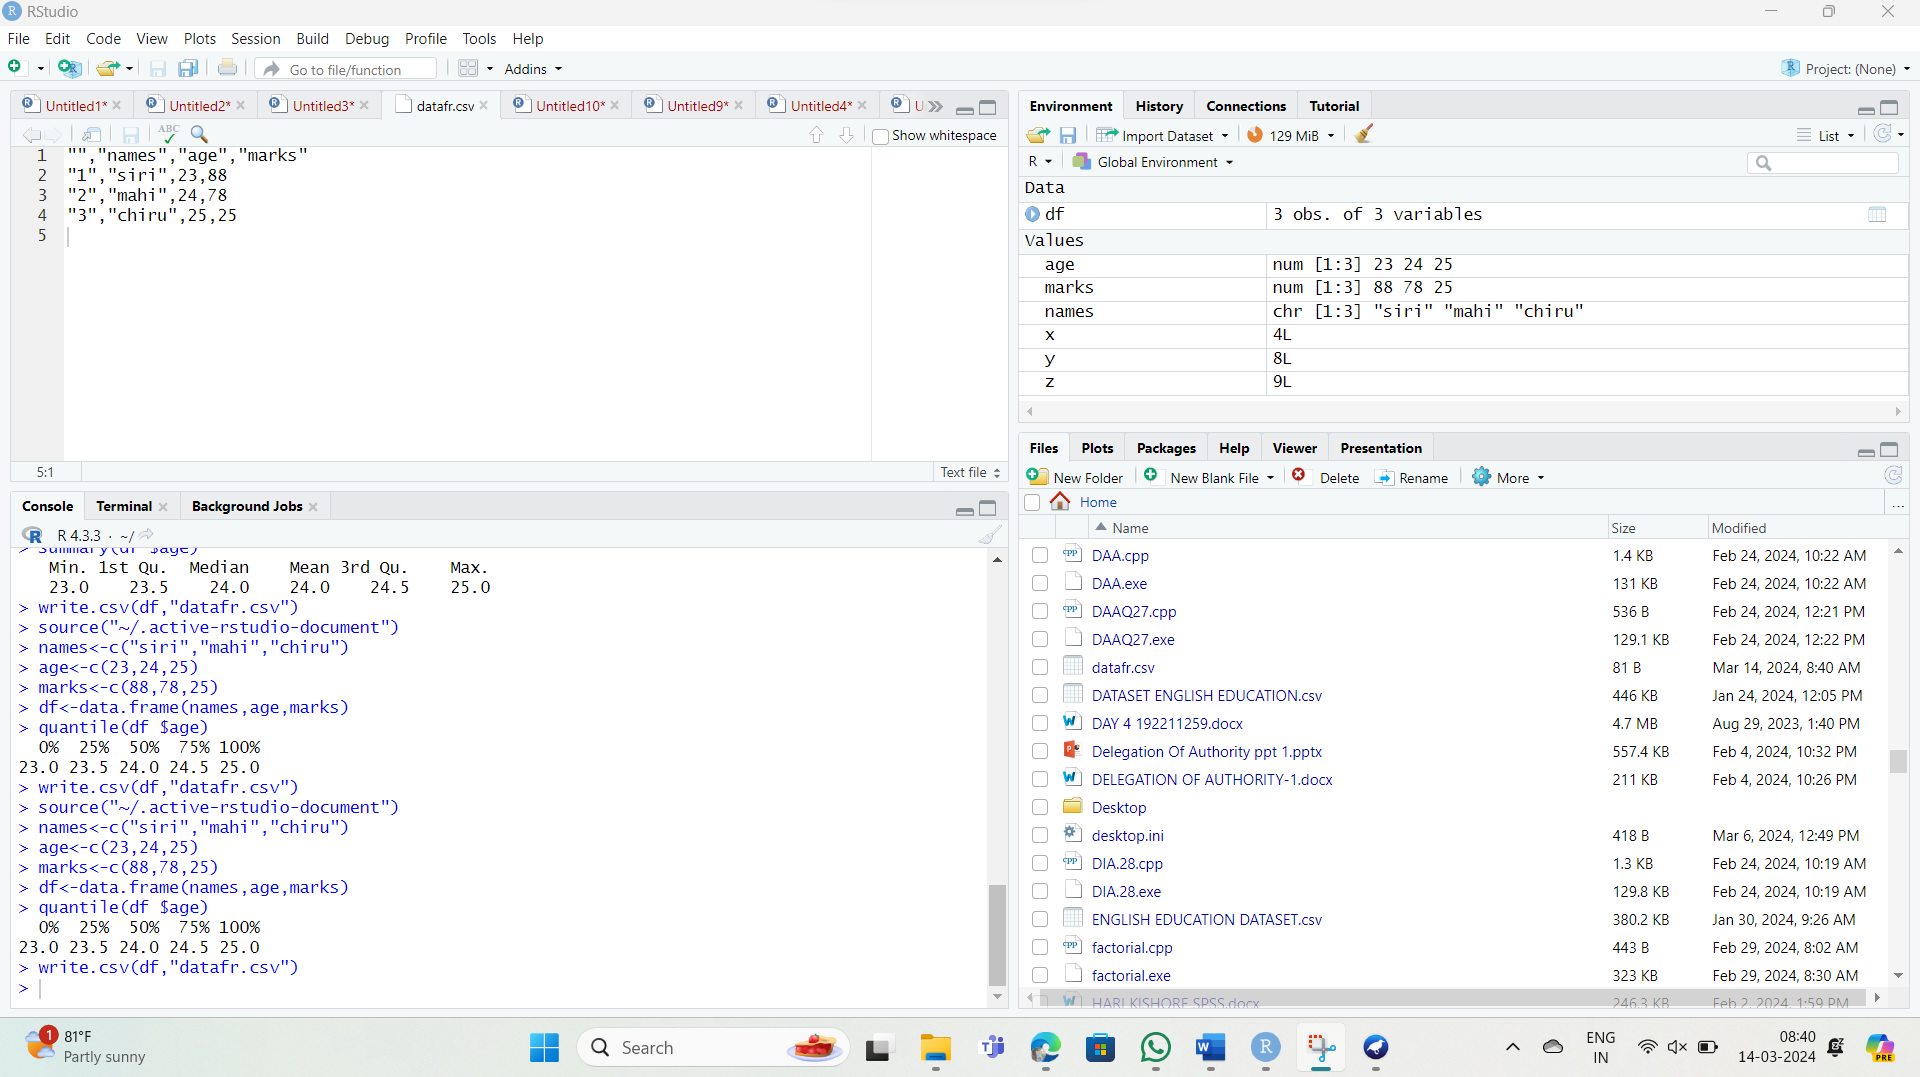 RStudio
File Edit Code View Plots Session Build Debug Profile Tools Help
Go to file/function Addins Project: (None)
Untitled1* Untitled2* Untitled3* datafr.csv Untitled10* Untitled9* Untitled4* U
ABC Show whitespace
1 "","names","age","marks"
2 "1","siri",23,88
3 "2","mahi",24,78
4 "3","chiru",25,25
5
5:1 Text file
Console Terminal Background Jobs
R 4.3.3 · ~/
> summary(df $age)
Min. 1st Qu. Median Mean 3rd Qu. Max.
23.0 23.5 24.0 24.0 24.5 25.0
> write.csv(df,"datafr.csv")
> source("~/.active-rstudio-document")
> names<-c("siri","mahi","chiru")
> age<-c(23,24,25)
> marks<-c(88,78,25)
> df<-data.frame(names,age,marks)
> quantile(df $age)
0% 25% 50% 75% 100%
23.0 23.5 24.0 24.5 25.0
> write.csv(df,"datafr.csv")
> source("~/.active-rstudio-document")
> names<-c("siri","mahi","chiru")
> age<-c(23,24,25)
> marks<-c(88,78,25)
> df<-data.frame(names,age,marks)
> quantile(df $age)
0% 25% 50% 75% 100%
23.0 23.5 24.0 24.5 25.0
> write.csv(df,"datafr.csv")
>
Environment History Connections Tutorial
Import Dataset 129 MiB List
R Global Environment
Data
df 3 obs. of 3 variables
Values
age num [1:3] 23 24 25
marks num [1:3] 88 78 25
names chr [1:3] "siri" "mahi" "chiru"
x 4L
y 8L
z 9L
Files Plots Packages Help Viewer Presentation
New Folder New Blank File Delete Rename More
Home ...
Name Size Modified
DAA.cpp 1.4 KB Feb 24, 2024, 10:22 AM
DAA.exe 131 KB Feb 24, 2024, 10:22 AM
DAAQ27.cpp 536 B Feb 24, 2024, 12:21 PM
DAAQ27.exe 129.1 KB Feb 24, 2024, 12:22 PM
datafr.csv 81 B Mar 14, 2024, 8:40 AM
DATASET ENGLISH EDUCATION.csv 446 KB Jan 24, 2024, 12:05 PM
DAY 4 192211259.docx 4.7 MB Aug 29, 2023, 1:40 PM
Delegation Of Authority ppt 1.pptx 557.4 KB Feb 4, 2024, 10:32 PM
DELEGATION OF AUTHORITY-1.docx 211 KB Feb 4, 2024, 10:26 PM
Desktop
desktop.ini 418 B Mar 6, 2024, 12:49 PM
DIA.28.cpp 1.3 KB Feb 24, 2024, 10:19 AM
DIA.28.exe 129.8 KB Feb 24, 2024, 10:19 AM
ENGLISH EDUCATION DATASET.csv 380.2 KB Jan 30, 2024, 9:26 AM
factorial.cpp 443 B Feb 29, 2024, 8:02 AM
factorial.exe 323 KB Feb 29, 2024, 8:30 AM
HARI KISHORE SPSS.docx 246.3 KB Feb 2, 2024, 1:59 PM
1 81°F
Partly sunny
Search
ENG
IN
08:40
14-03-2024
PRE